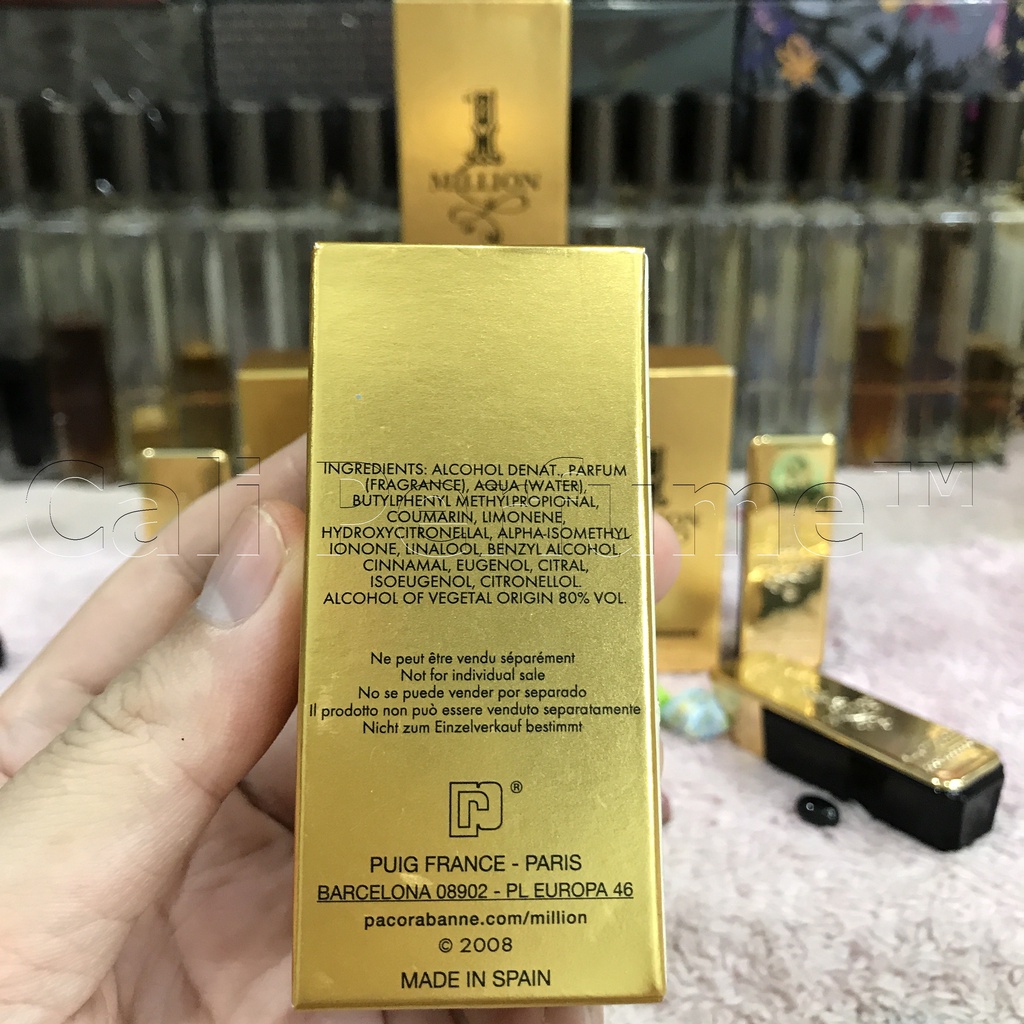 1
MILLION
INGREDIENTS: ALCOHOL DENAT., PARFUM
(FRAGRANCE), AQUA (WATER),
BUTYLPHENYL METHYLPROPIONAL,
COUMARIN, LIMONENE,
HYDROXYCITRONELLAL, ALPHA-ISOMETHYL
IONONE, LINALOOL, BENZYL ALCOHOL,
CINNAMAL, EUGENOL, CITRAL,
ISOEUGENOL, CITRONELLOL.
ALCOHOL OF VEGETAL ORIGIN 80% VOL.
Cali Perfume™
Ne peut être vendu séparément
Not for individual sale
No se puede vender por separado
Il prodotto non può essere venduto separatamente
Nicht zum Einzelverkauf bestimmt
®
PUIG FRANCE - PARIS
BARCELONA 08902 - PL EUROPA 46
pacorabanne.com/million
© 2008
MADE IN SPAIN